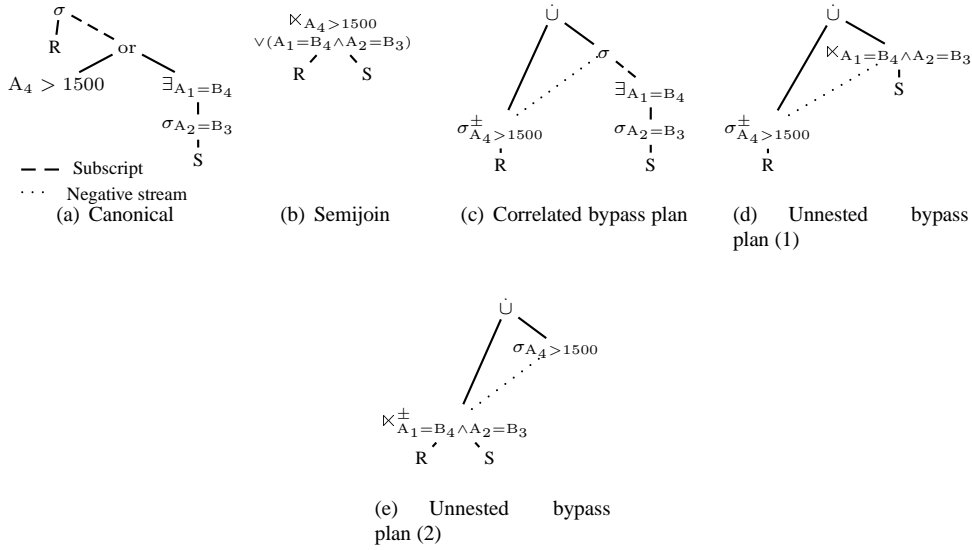 σ
R
or
A₄ > 1500
∃A₁=B₄
σA₂=B₃
S
Subscript
Negative stream
(a) Canonical
⋉A₄>1500
∨(A₁=B₄∧A₂=B₃)
R S
(b) Semijoin
∪̇
σ
∃A₁=B₄
σ±A₄>1500
σA₂=B₃
R
S
(c) Correlated bypass plan
∪̇
⋉A₁=B₄∧A₂=B₃
S
σ±A₄>1500
R
(d) Unnested bypass
plan (1)
∪̇
σA₄>1500
⋉±A₁=B₄∧A₂=B₃
R S
(e) Unnested bypass
plan (2)